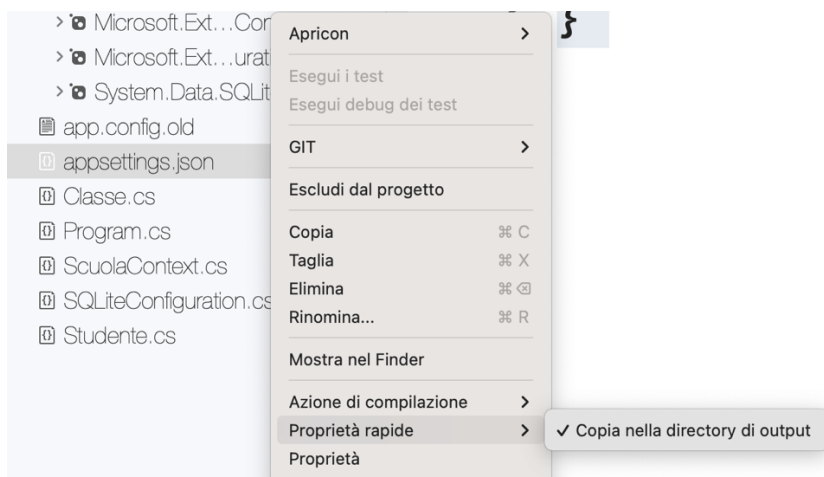 Microsoft.Ext...Cor
Microsoft.Ext...urat
System.Data.SQLit
app.config.old
appsettings.json
Classe.cs
Program.cs
ScuolaContext.cs
SQLiteConfiguration.cs
Studente.cs
Apricon
Esegui i test
Esegui debug dei test
GIT
Escludi dal progetto
Copia ⌘ C
Taglia ⌘ X
Elimina ⌘ ⌫
Rinomina... ⌘ R
Mostra nel Finder
Azione di compilazione
Proprietà rapide
Proprietà
✓ Copia nella directory di output
}